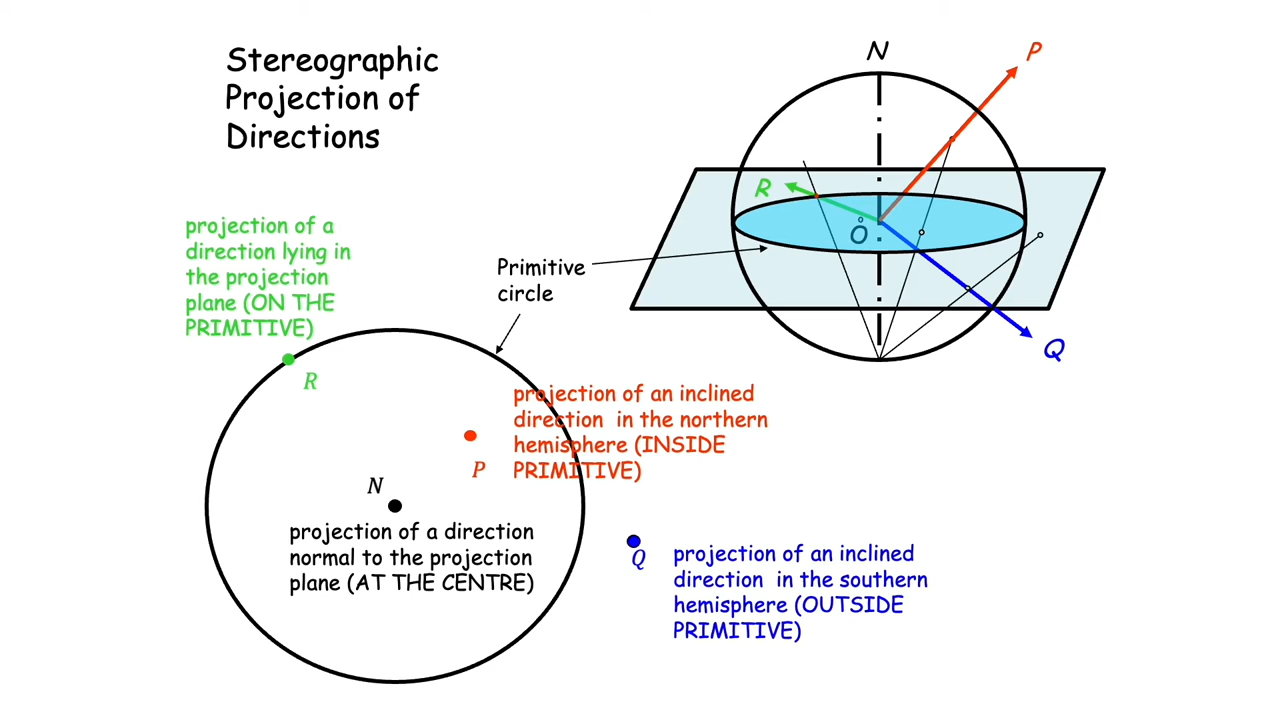 Stereographic
Projection of
Directions
N
P
R
O
Q
projection of a
direction lying in
the projection
plane (ON THE
PRIMITIVE)
Primitive
circle
R
projection of an inclined
direction in the northern
hemisphere (INSIDE
PRIMITIVE)
P
N
projection of a direction
normal to the projection
plane (AT THE CENTRE)
Q
projection of an inclined
direction in the southern
hemisphere (OUTSIDE
PRIMITIVE)